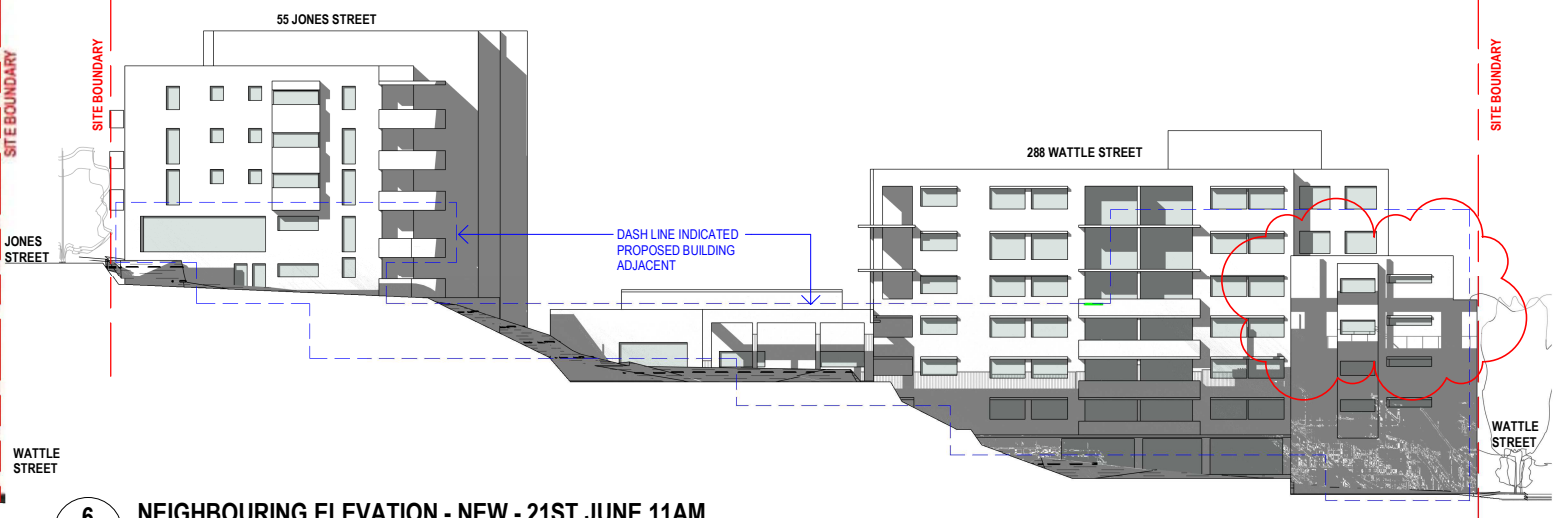 55 JONES STREET
SITE BOUNDARY
SITE BOUNDARY
SITE BOUNDARY
288 WATTLE STREET
DASH LINE INDICATED
PROPOSED BUILDING
ADJACENT
JONES
STREET
WATTLE
STREET
WATTLE
STREET
6
NEIGHBOURING ELEVATION - NEW - 21ST JUNE 11AM